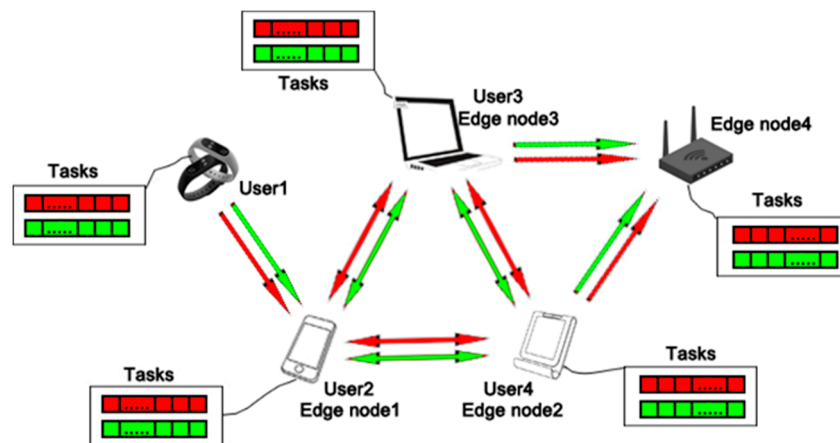 Tasks
User3
Edge node3
Edge node4
Tasks
User1
Tasks
Tasks
User2
Edge node1
User4
Edge node2
Tasks